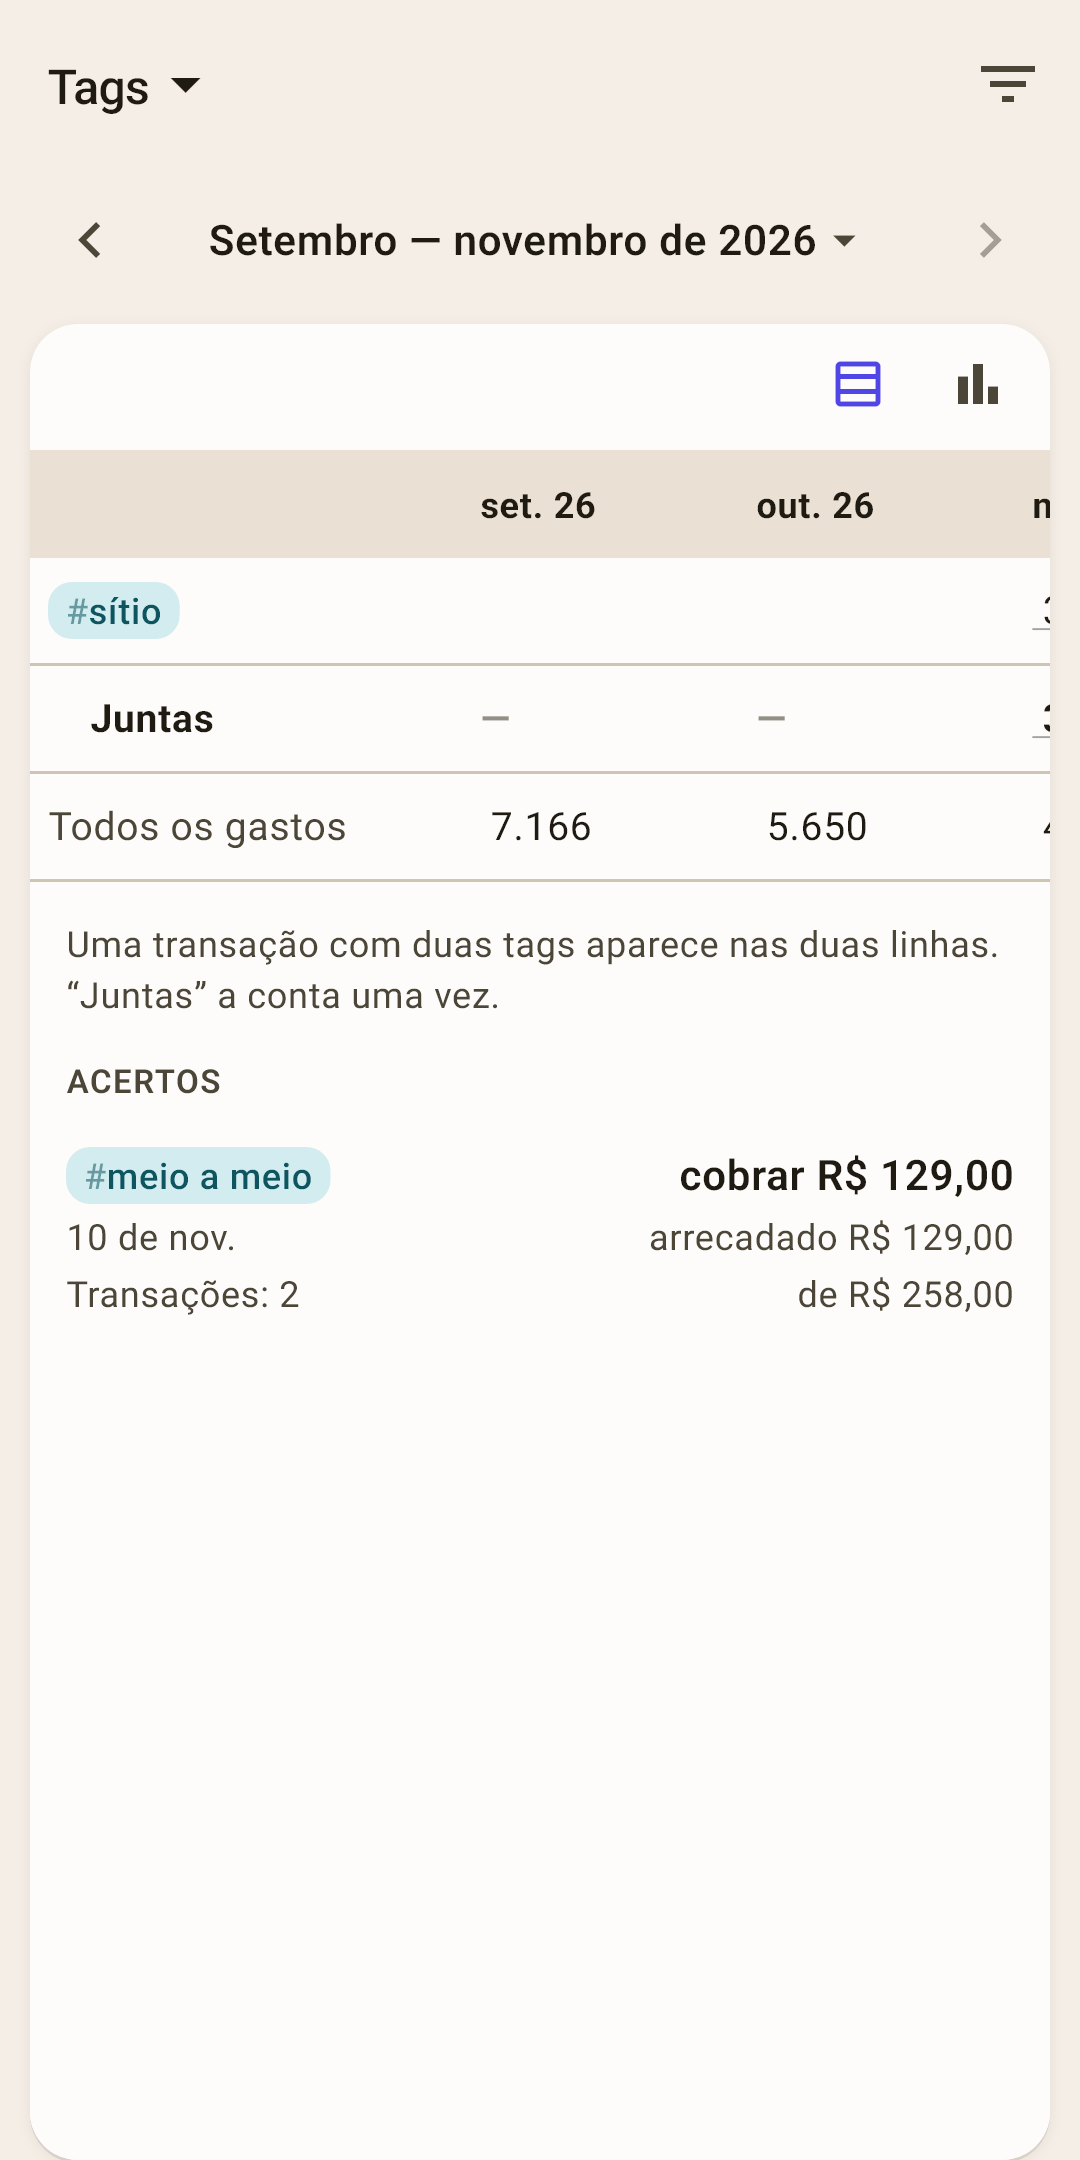 Tags
Setembro — novembro de 2026
set. 26 out. 26
#sítio
Juntas — —
Todos os gastos 7.166 5.650
Uma transação com duas tags aparece nas duas linhas.
“Juntas” a conta uma vez.
ACERTOS
#meio a meio cobrar R$ 129,00
10 de nov. arrecadado R$ 129,00
Transações: 2 de R$ 258,00